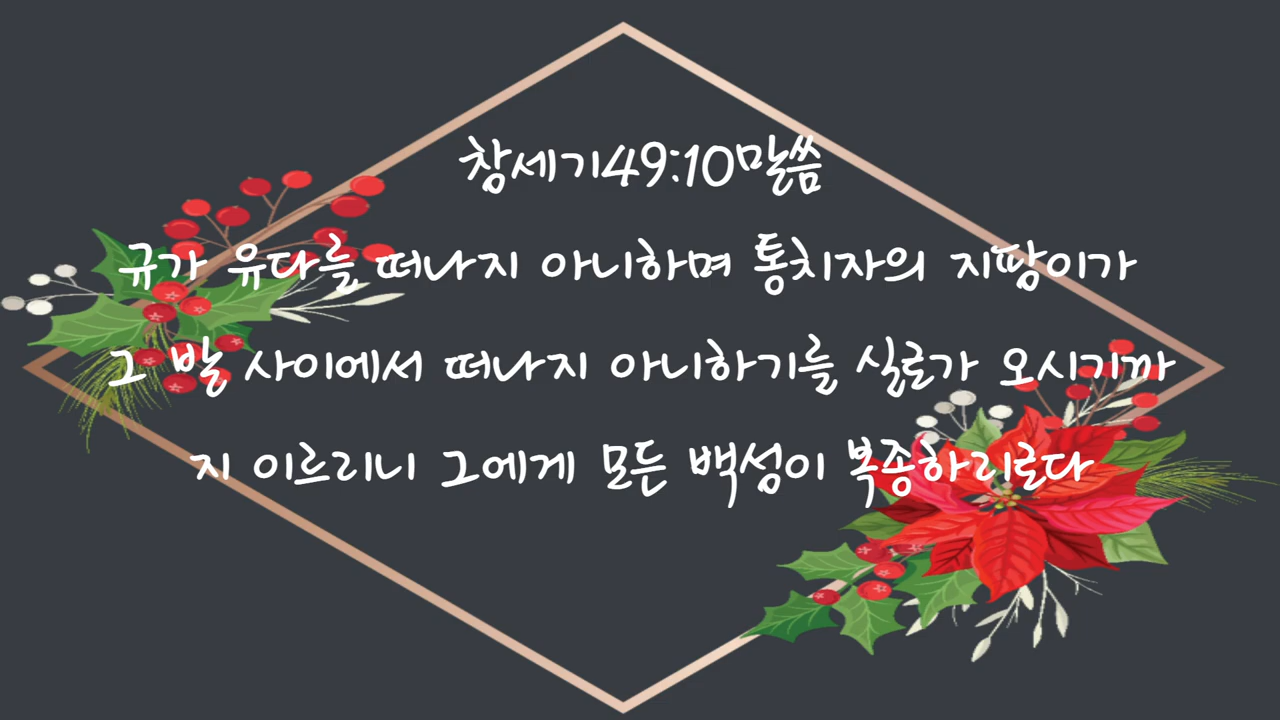 창세기49:10말씀
규가 유다를 떠나지 아니하며 통치자의 지팡이가
그 발 사이에서 떠나지 아니하기를 실로가 오시기까
지 이르리니 그에게 모든 백성이 복종하리로다